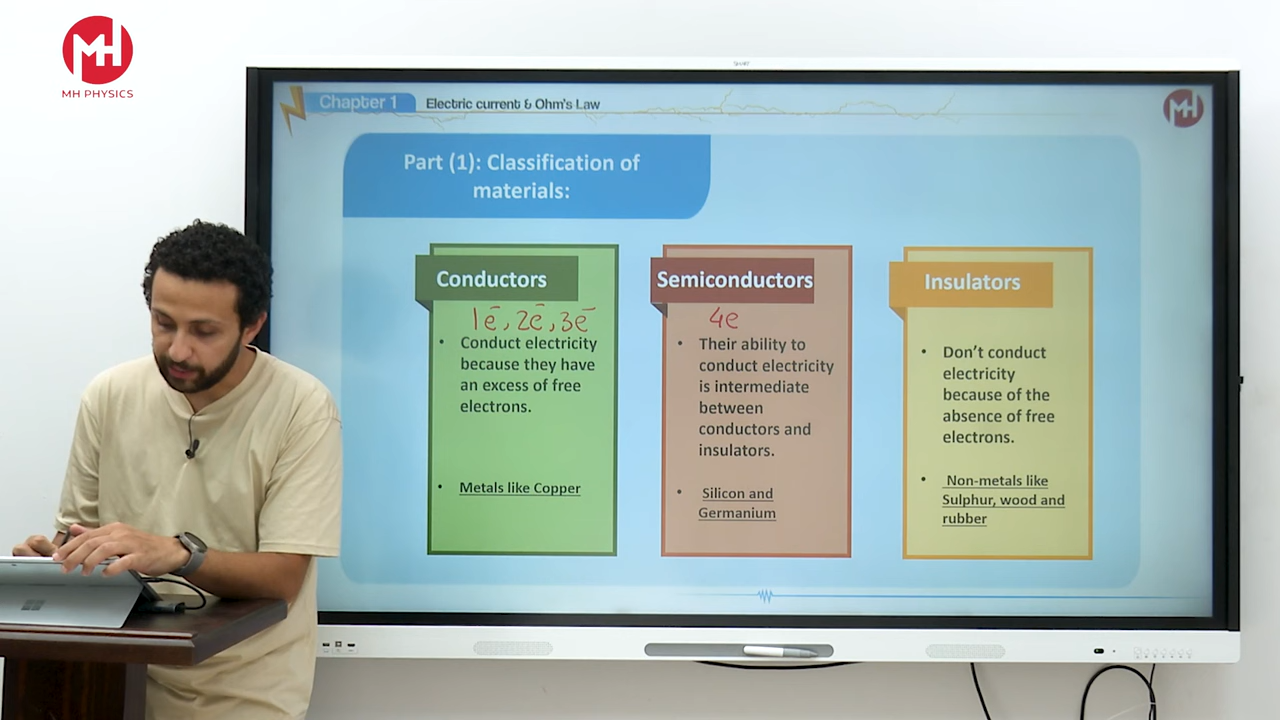 MH
MH PHYSICS
SMART
Chapter 1 Electric current & Ohm's Law
MH
Part (1): Classification of
materials:
Conductors
1e⁻, 2e⁻, 3e⁻
• Conduct electricity
because they have
an excess of free
electrons.
• Metals like Copper
Semiconductors
4e
• Their ability to
conduct electricity
is intermediate
between
conductors and
insulators.
• Silicon and
Germanium
Insulators
• Don't conduct
electricity
because of the
absence of free
electrons.
• Non-metals like
Sulphur, wood and
rubber